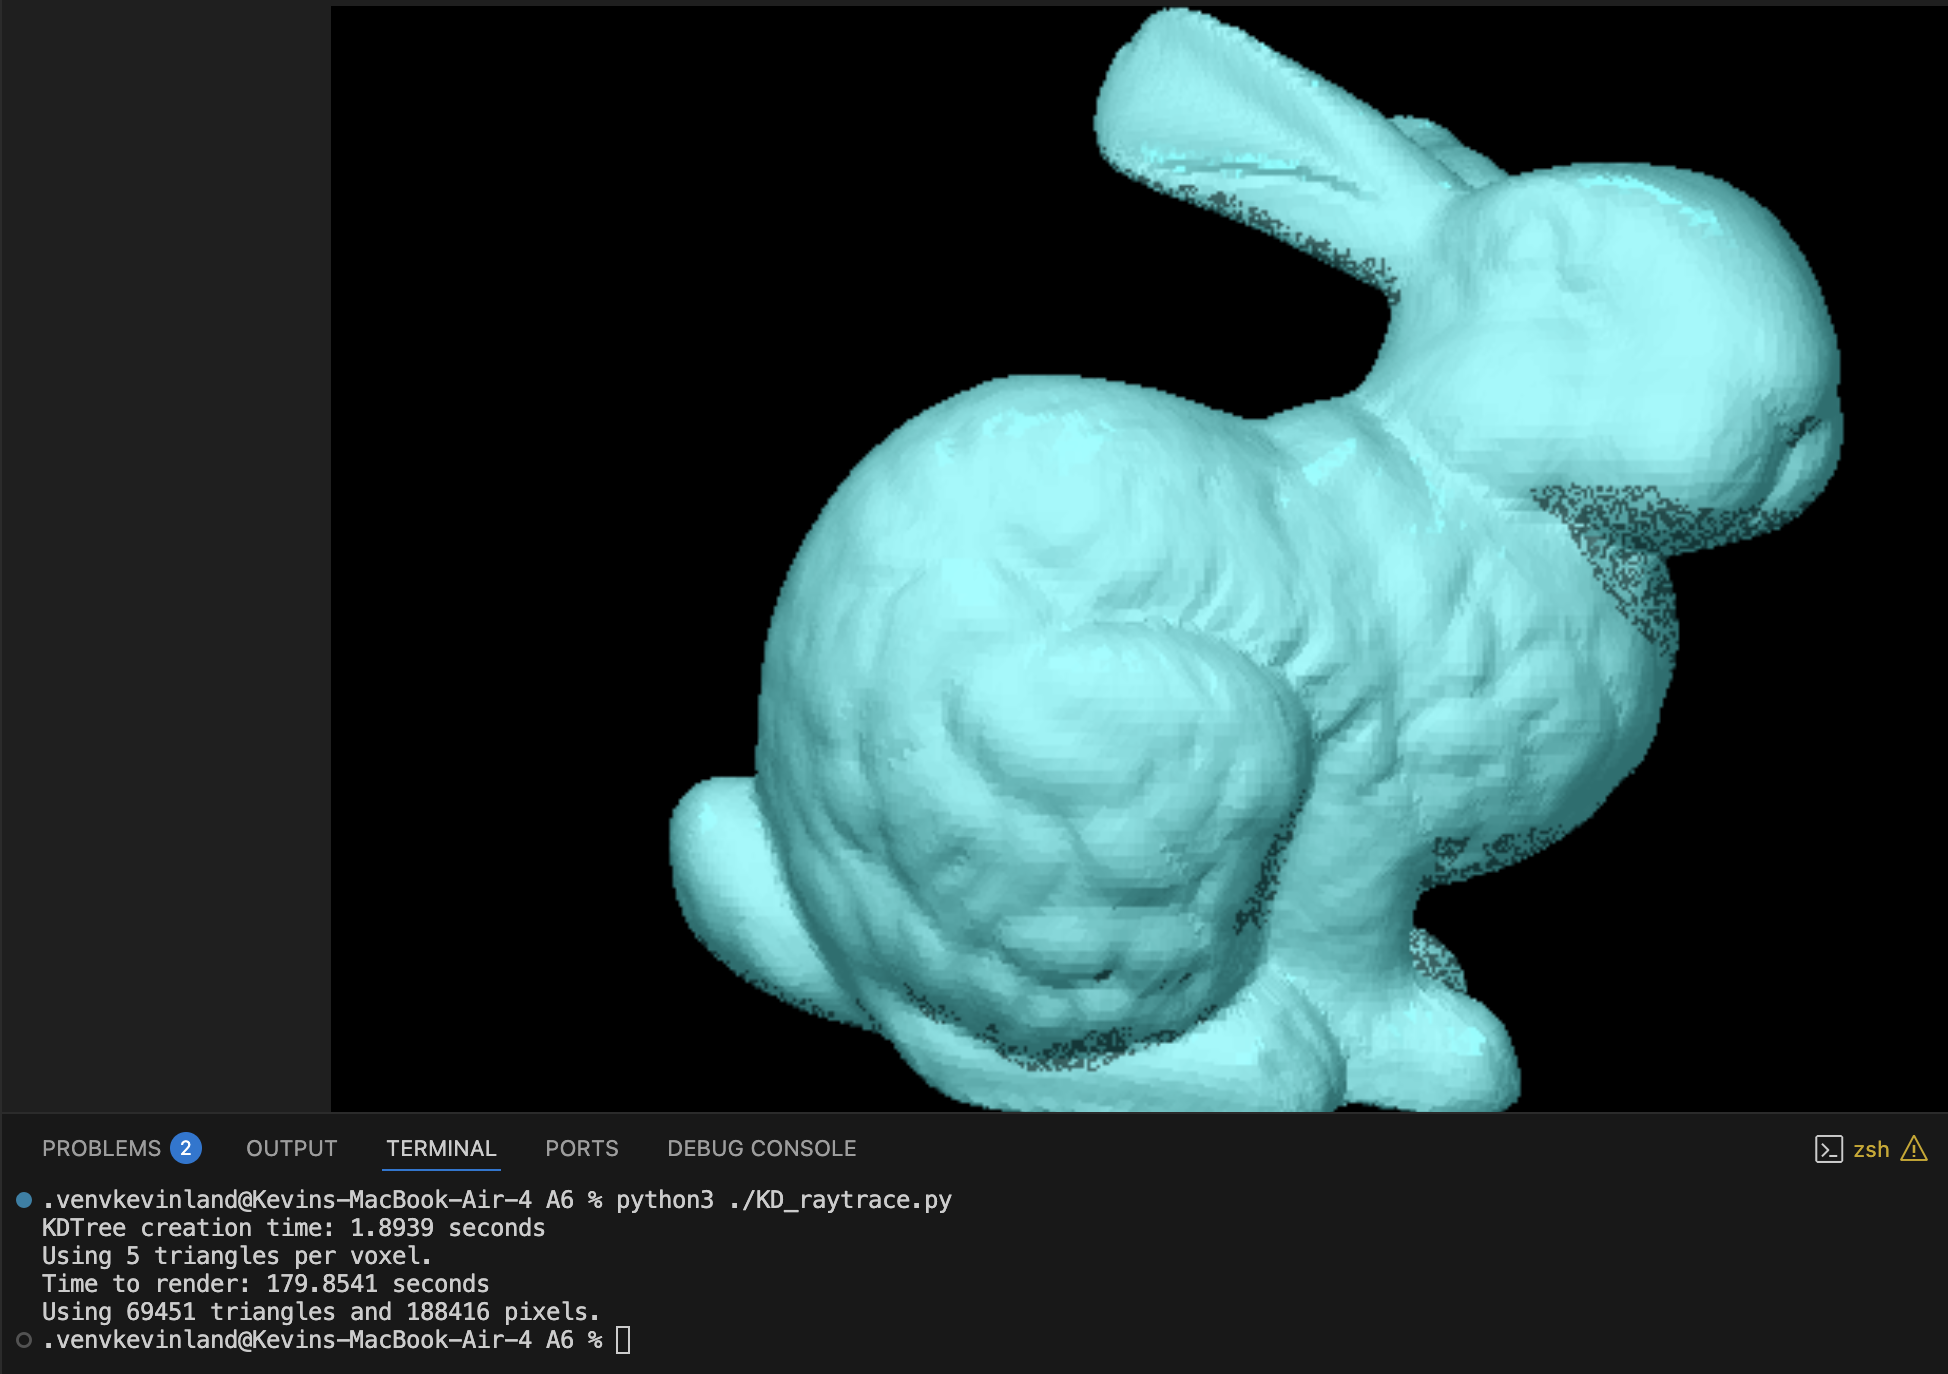 PROBLEMS 2 OUTPUT TERMINAL PORTS DEBUG CONSOLE zsh
.venvkevinland@Kevins-MacBook-Air-4 A6 % python3 ./KD_raytrace.py
KDTree creation time: 1.8939 seconds
Using 5 triangles per voxel.
Time to render: 179.8541 seconds
Using 69451 triangles and 188416 pixels.
.venvkevinland@Kevins-MacBook-Air-4 A6 %